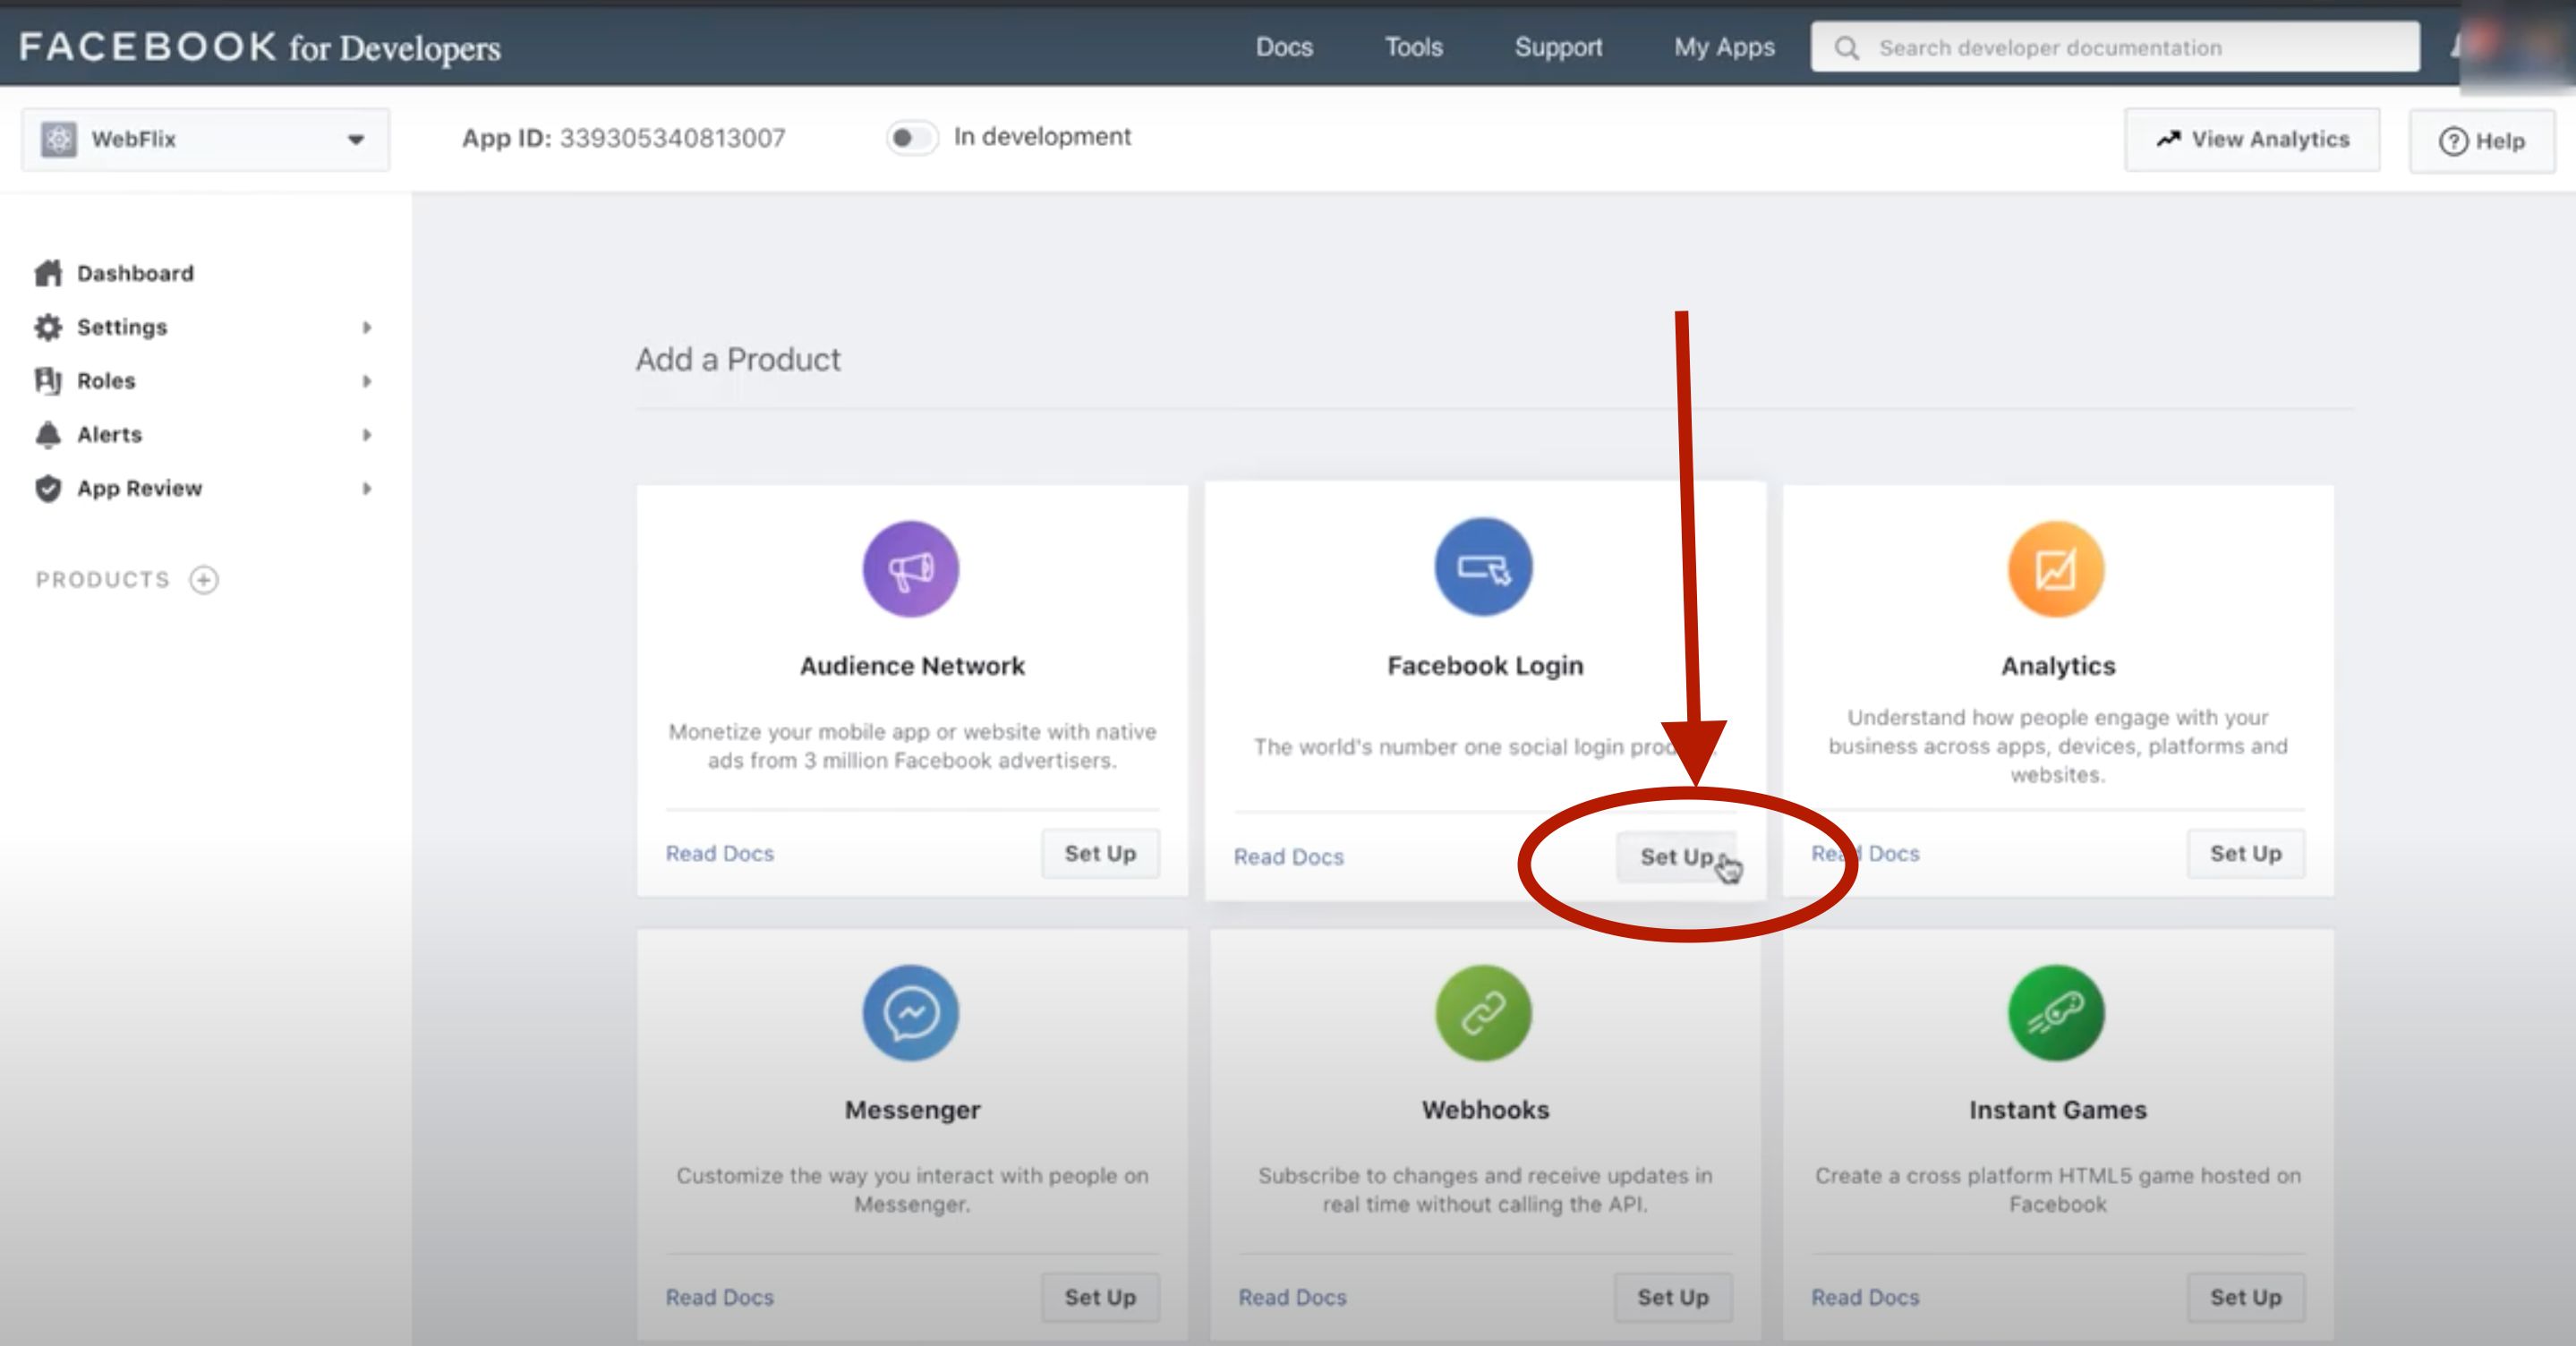 FACEBOOK for Developers
Docs Tools Support My Apps Search developer documentation
WebFlix App ID: 339305340813007 In development View Analytics Help
Dashboard
Settings
Roles
Alerts
App Review
PRODUCTS
Add a Product
Audience Network
Monetize your mobile app or website with native
ads from 3 million Facebook advertisers.
Read Docs Set Up
Facebook Login
The world's number one social login
Read Docs Set Up
Analytics
Understand how people engage with your
business across apps, devices, platforms and
websites.
Read Docs Set Up
Messenger
Customize the way you interact with people on
Messenger.
Read Docs Set Up
Webhooks
Subscribe to changes and receive updates in
real time without calling the API.
Read Docs Set Up
Instant Games
Create a cross platform HTML5 game hosted on
Facebook
Read Docs Set Up